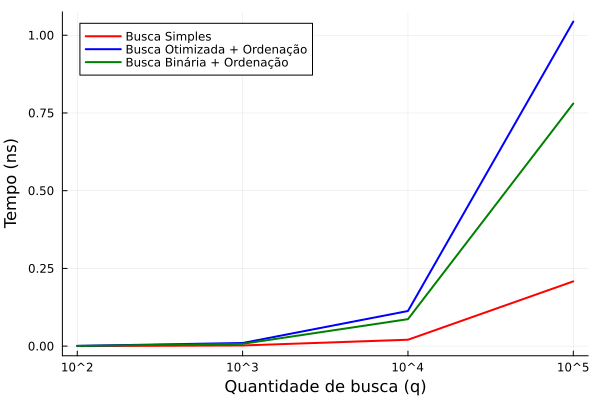 Busca Simples
Busca Otimizada + Ordenação
Busca Binária + Ordenação
1.00
0.75
0.50
0.25
0.00
Tempo (ns)
10^2
10^3
10^4
10^5
Quantidade de busca (q)